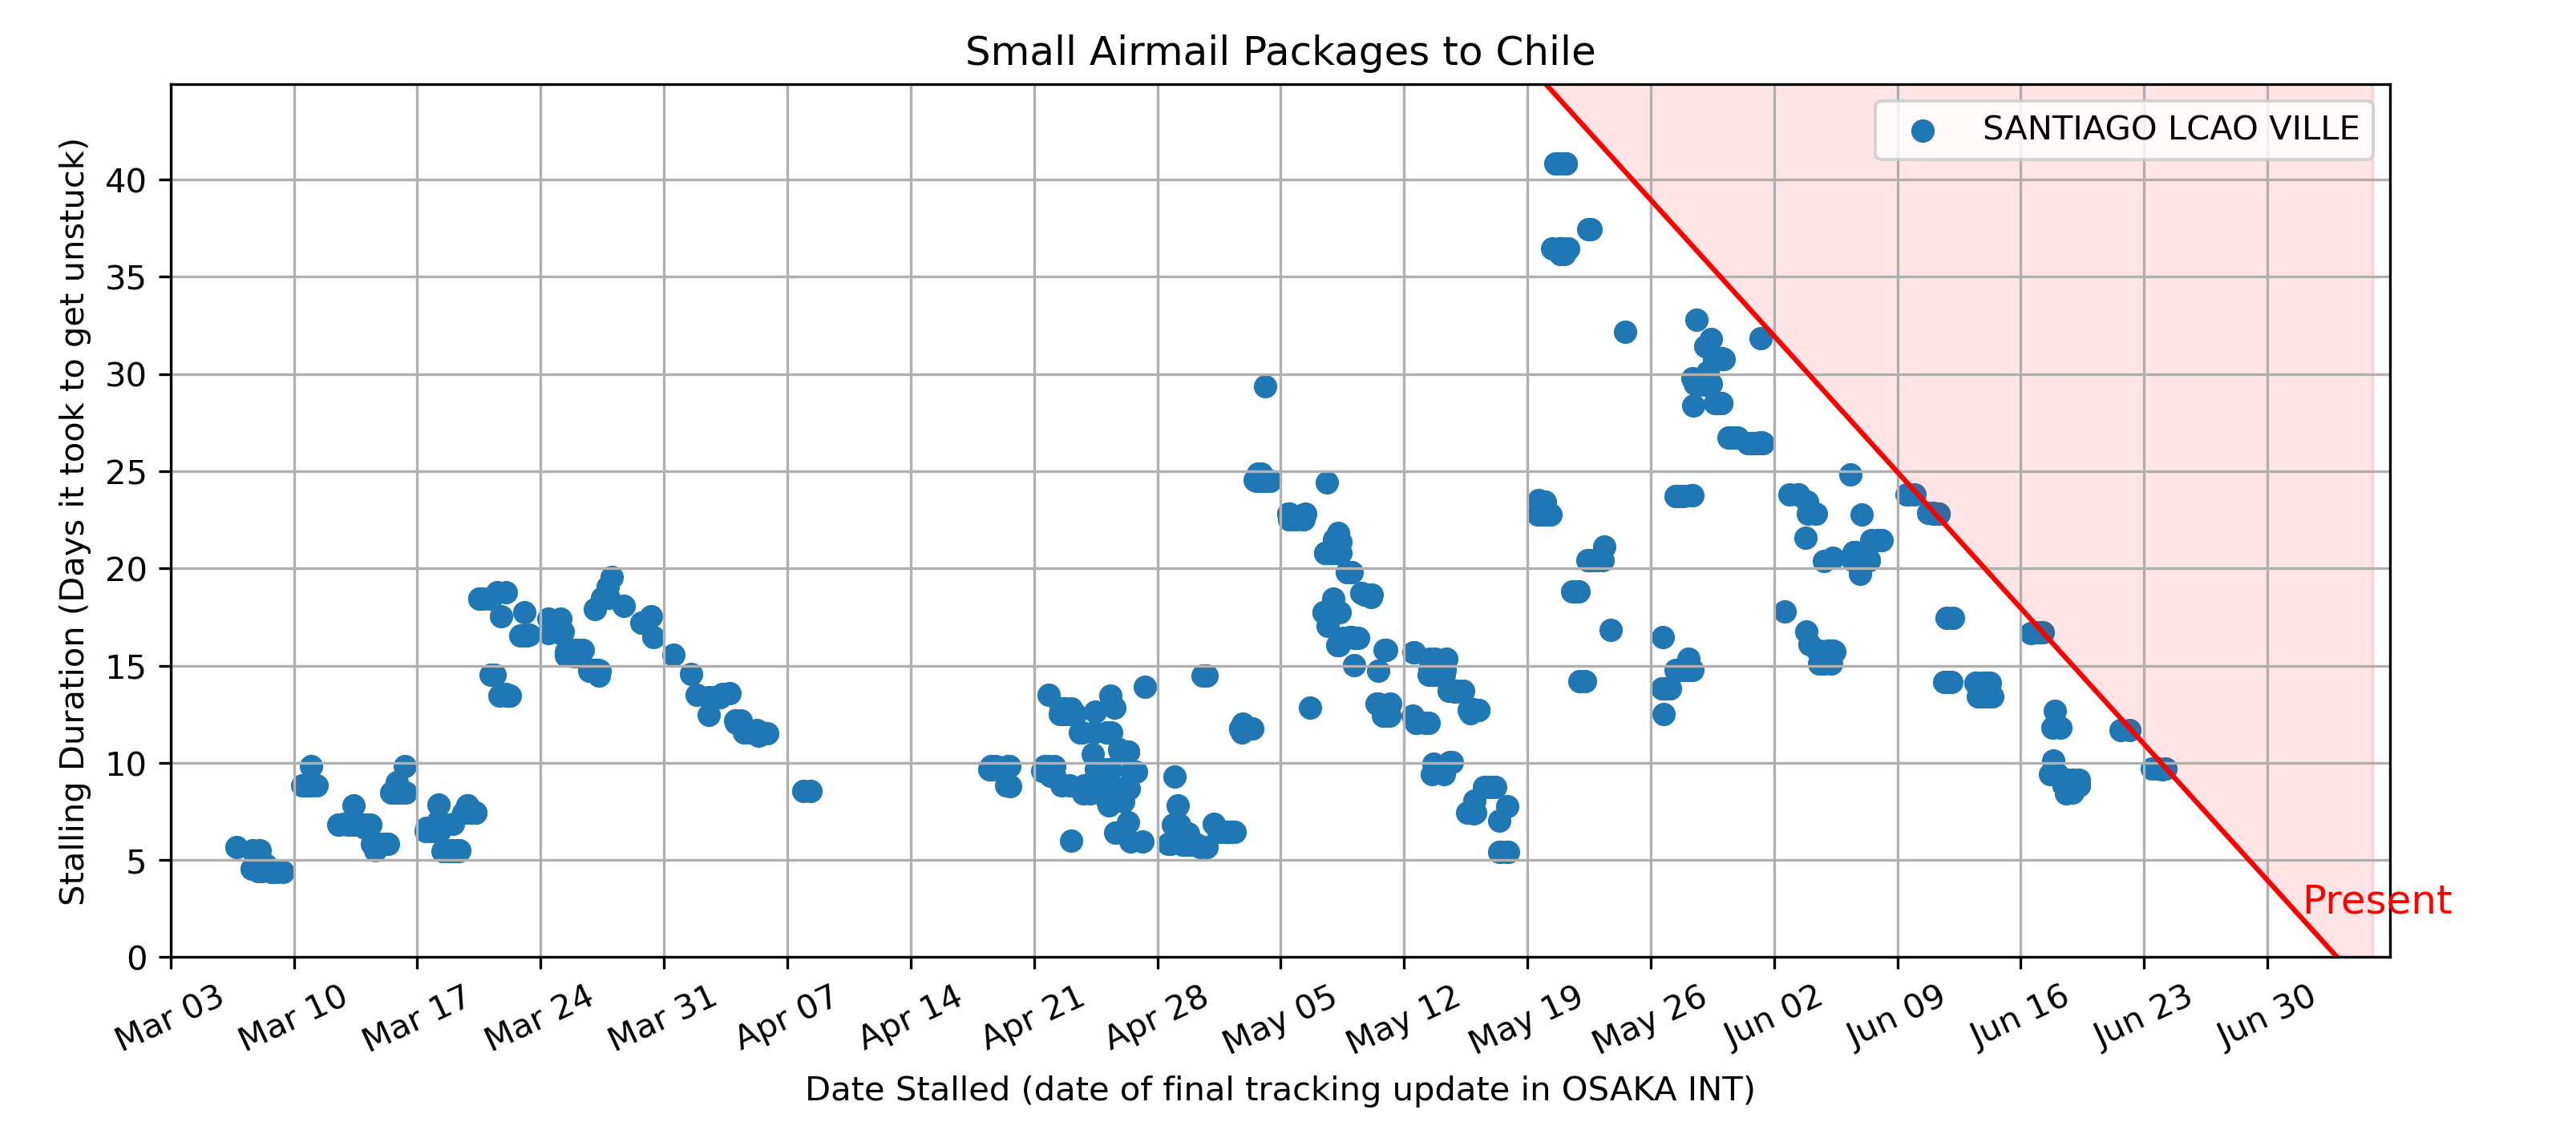 Small Airmail Packages to Chile
SANTIAGO LCAO VILLE
Stalling Duration (Days it took to get unstuck)
40
35
30
25
20
15
10
5
0
Present
Mar 03
Mar 10
Mar 17
Mar 24
Mar 31
Apr 07
Apr 14
Apr 21
Apr 28
May 05
May 12
May 19
May 26
Jun 02
Jun 09
Jun 16
Jun 23
Jun 30
Date Stalled (date of final tracking update in OSAKA INT)